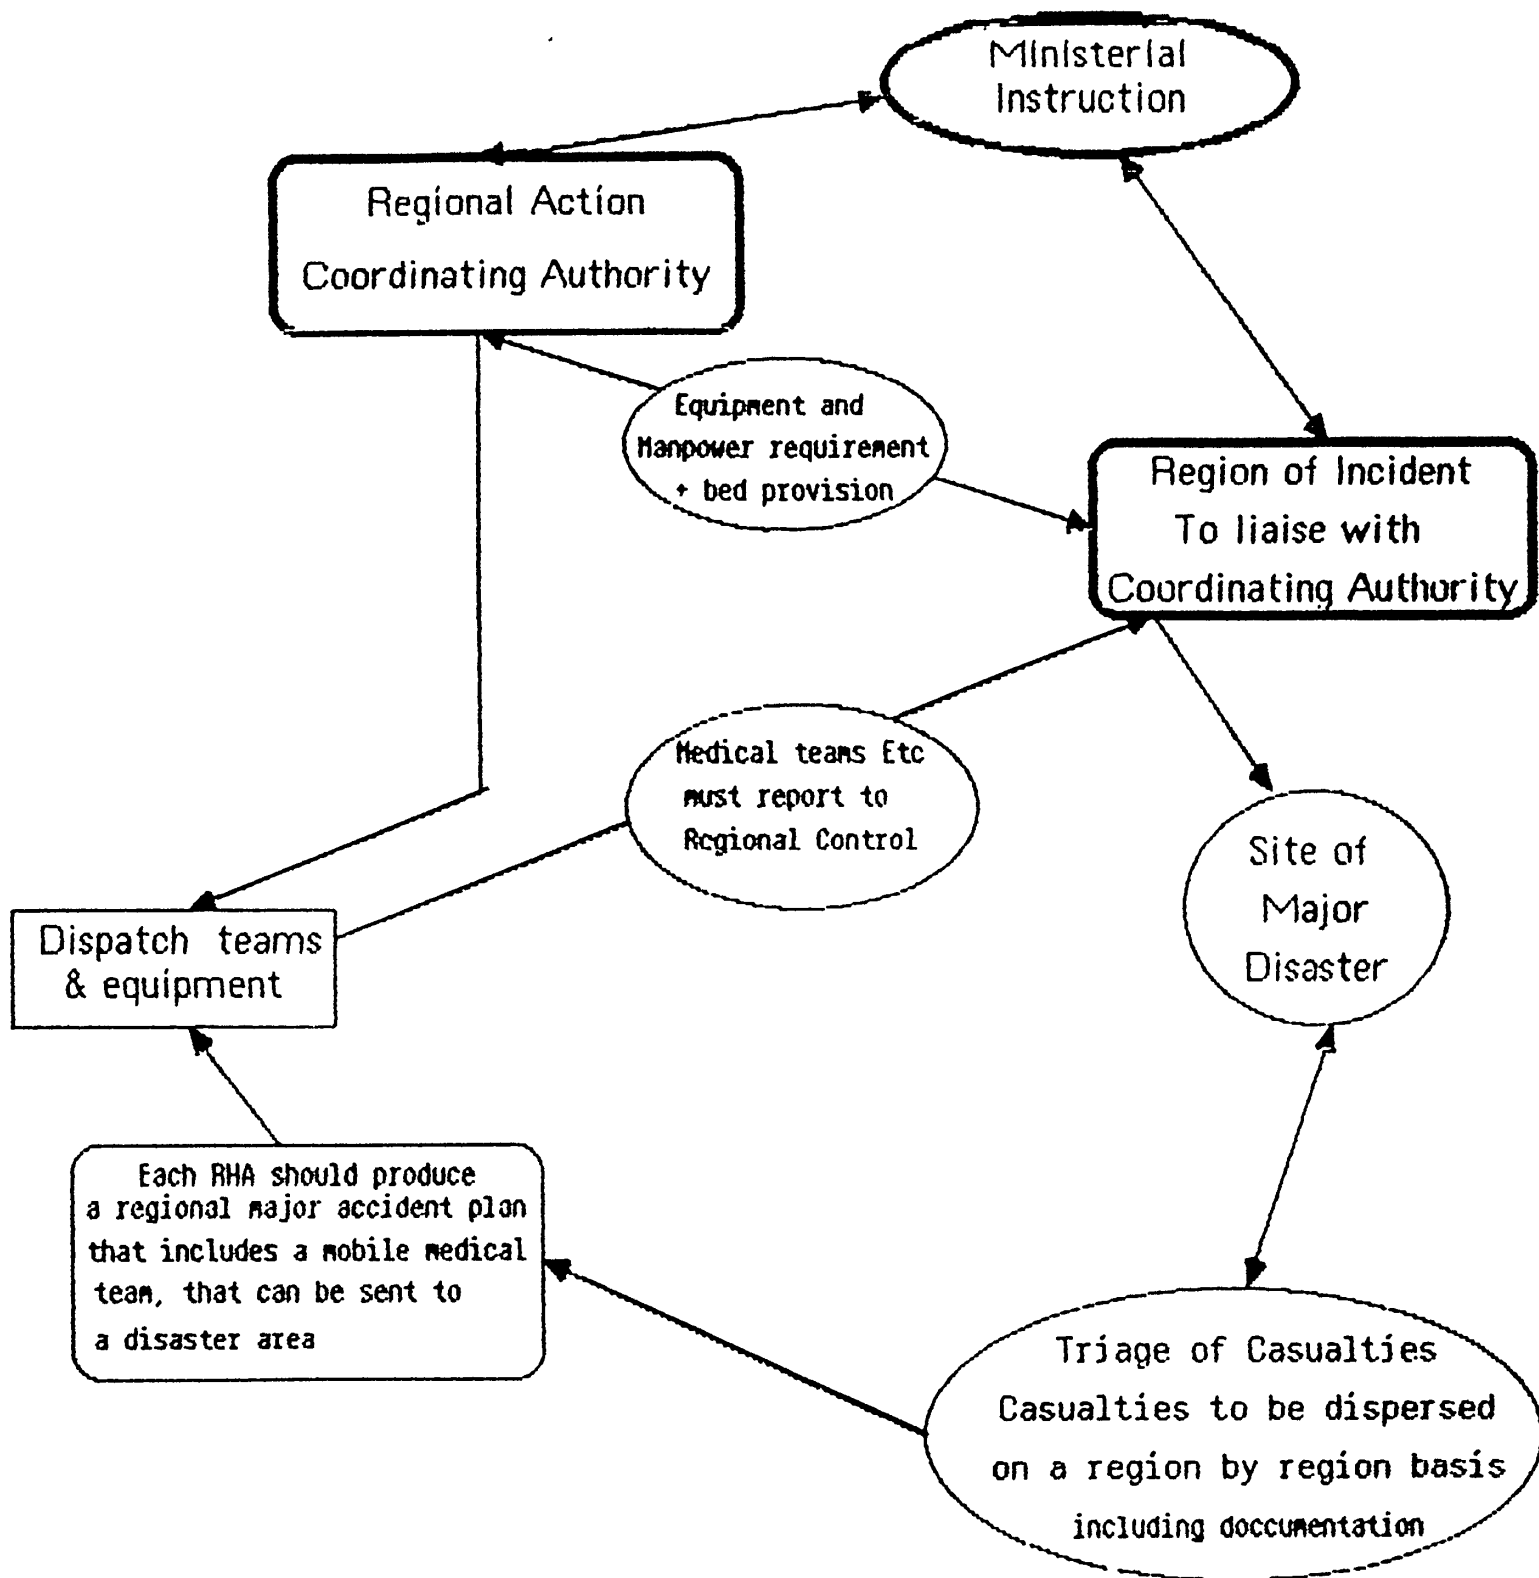 Ministerial
Instruction
Regional Action
Coordinating Authority
Equipment and
Manpower requirement
+ bed provision
Region of Incident
To liaise with
Coordinating Authority
Medical teams Etc
must report to
Regional Control
Site of
Major
Disaster
Dispatch teams
& equipment
Each RHA should produce
a regional major accident plan
that includes a mobile medical
team, that can be sent to
a disaster area
Triage of Casualties
Casualties to be dispersed
on a region by region basis
including doccumentation